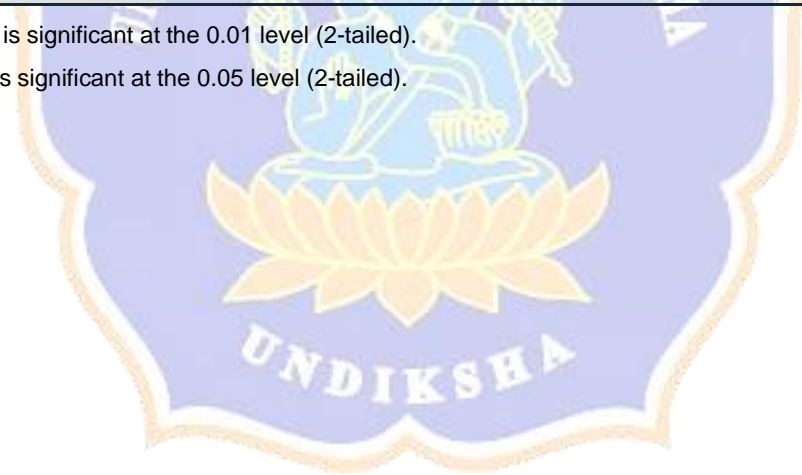 is significant at the 0.01 level (2-tailed).
s significant at the 0.05 level (2-tailed).
UNDIKSHA